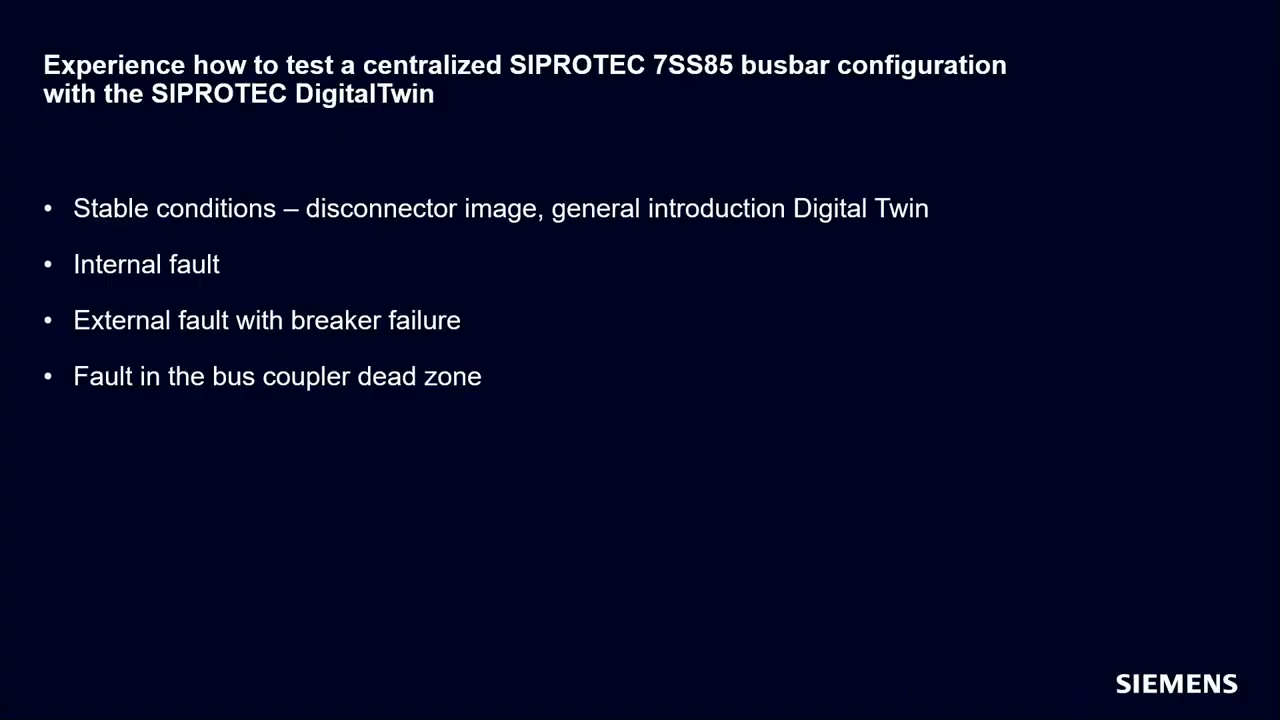 Experience how to test a centralized SIPROTEC 7SS85 busbar configuration
with the SIPROTEC DigitalTwin
• Stable conditions – disconnector image, general introduction Digital Twin
• Internal fault
• External fault with breaker failure
• Fault in the bus coupler dead zone
SIEMENS